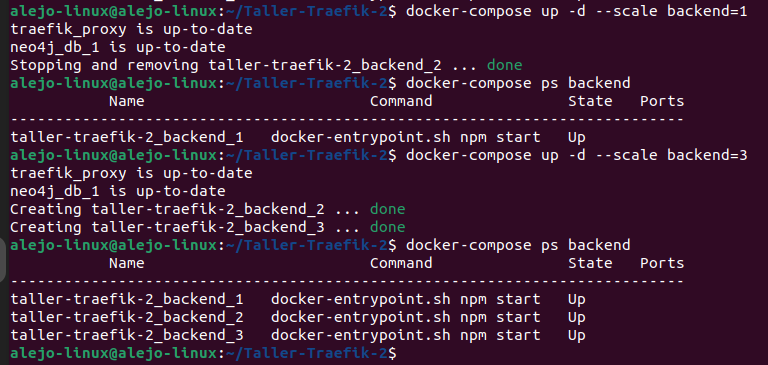 alejo-linux@alejo-linux:~/Taller-Traefik-2$ docker-compose up -d --scale backend=1
traefik_proxy is up-to-date
neo4j_db_1 is up-to-date
Stopping and removing taller-traefik-2_backend_2 ... done
alejo-linux@alejo-linux:~/Taller-Traefik-2$ docker-compose ps backend
           Name                         Command               State   Ports
---------------------------------------------------------------------------
taller-traefik-2_backend_1   docker-entrypoint.sh npm start   Up
alejo-linux@alejo-linux:~/Taller-Traefik-2$ docker-compose up -d --scale backend=3
traefik_proxy is up-to-date
neo4j_db_1 is up-to-date
Creating taller-traefik-2_backend_2 ... done
Creating taller-traefik-2_backend_3 ... done
alejo-linux@alejo-linux:~/Taller-Traefik-2$ docker-compose ps backend
           Name                         Command               State   Ports
---------------------------------------------------------------------------
taller-traefik-2_backend_1   docker-entrypoint.sh npm start   Up
taller-traefik-2_backend_2   docker-entrypoint.sh npm start   Up
taller-traefik-2_backend_3   docker-entrypoint.sh npm start   Up
alejo-linux@alejo-linux:~/Taller-Traefik-2$